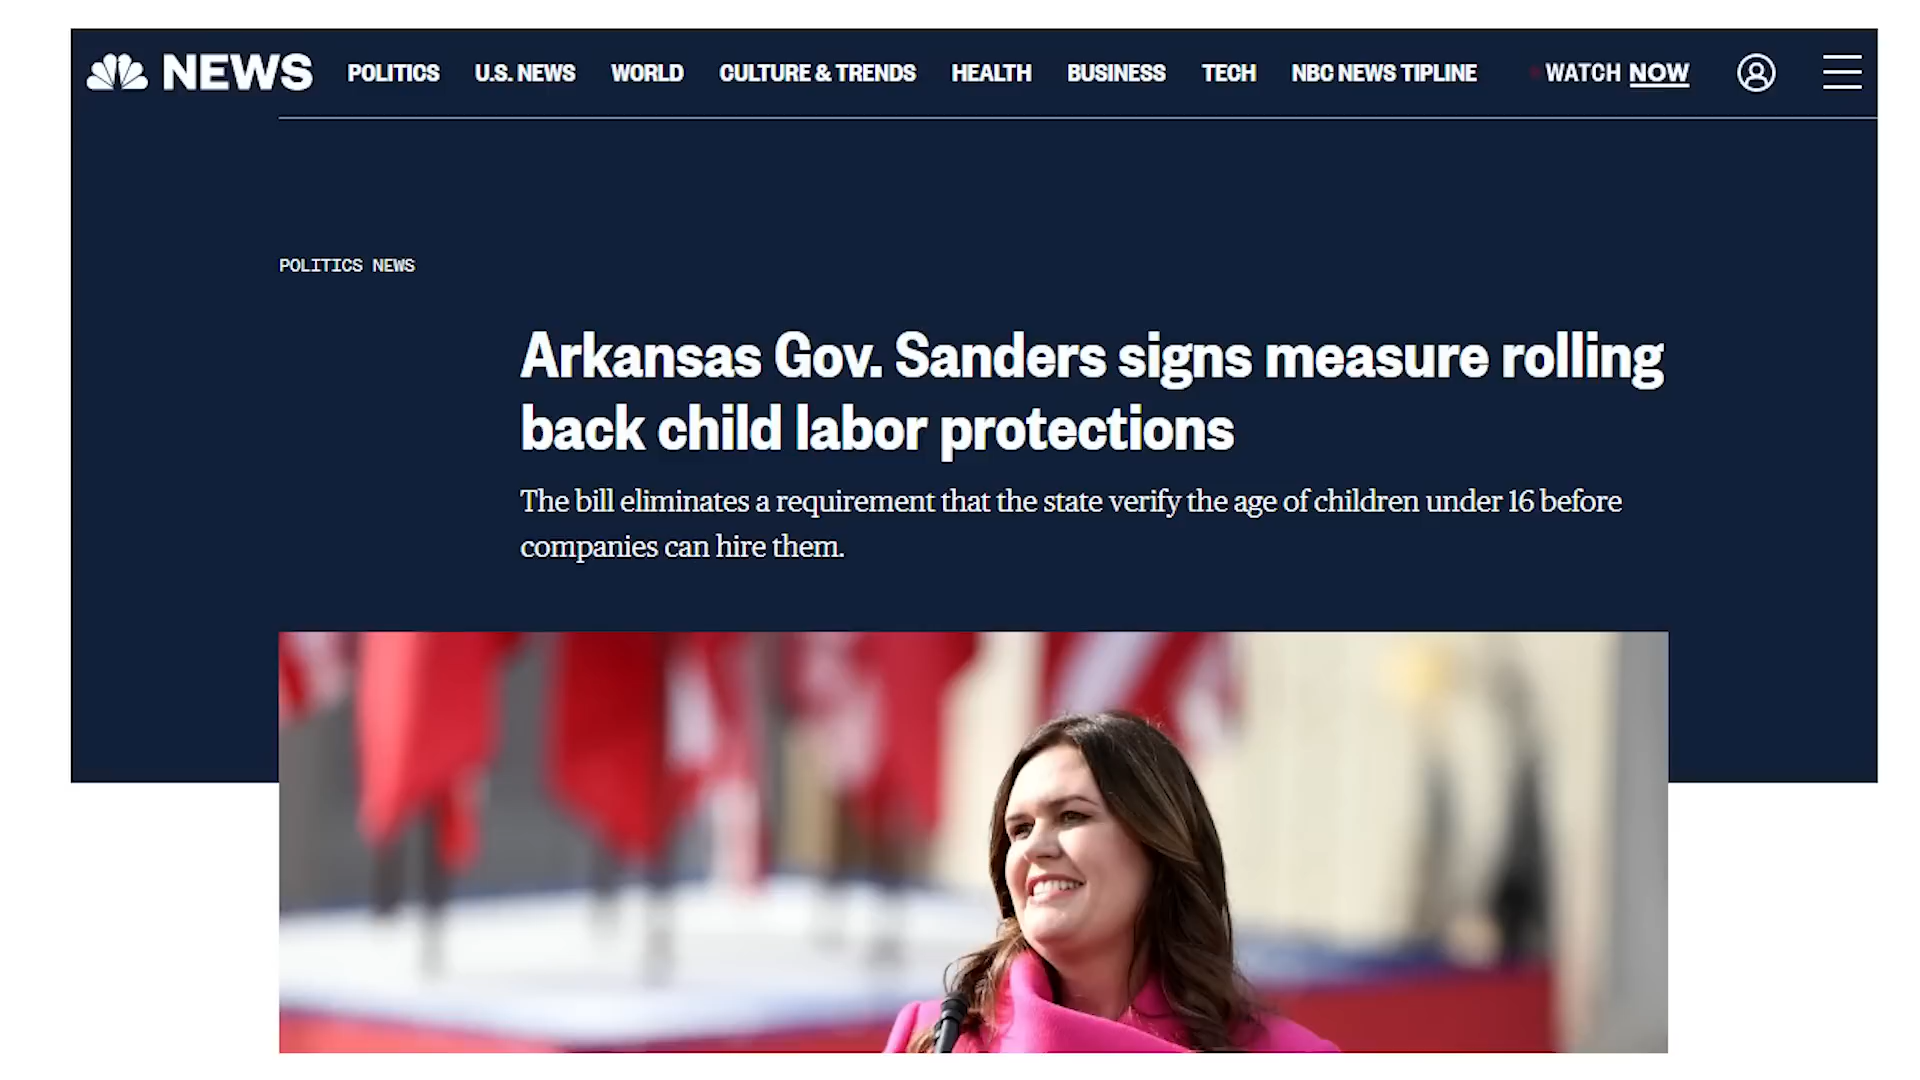 NEWS POLITICS U.S. NEWS WORLD CULTURE & TRENDS HEALTH BUSINESS TECH NBC NEWS TIPLINE WATCH NOW
POLITICS NEWS
Arkansas Gov. Sanders signs measure rolling
back child labor protections
The bill eliminates a requirement that the state verify the age of children under 16 before
companies can hire them.